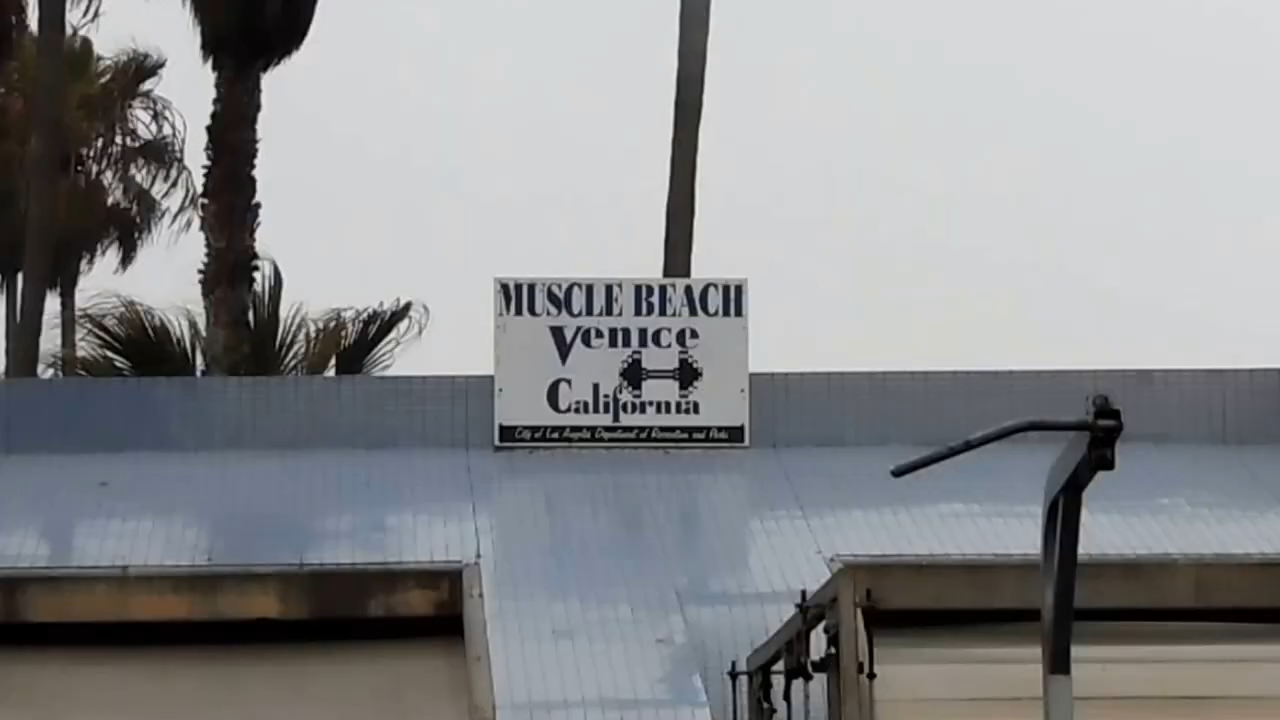 MUSCLE BEACH
Venice
California
City of Los Angeles Department of Recreation and Parks